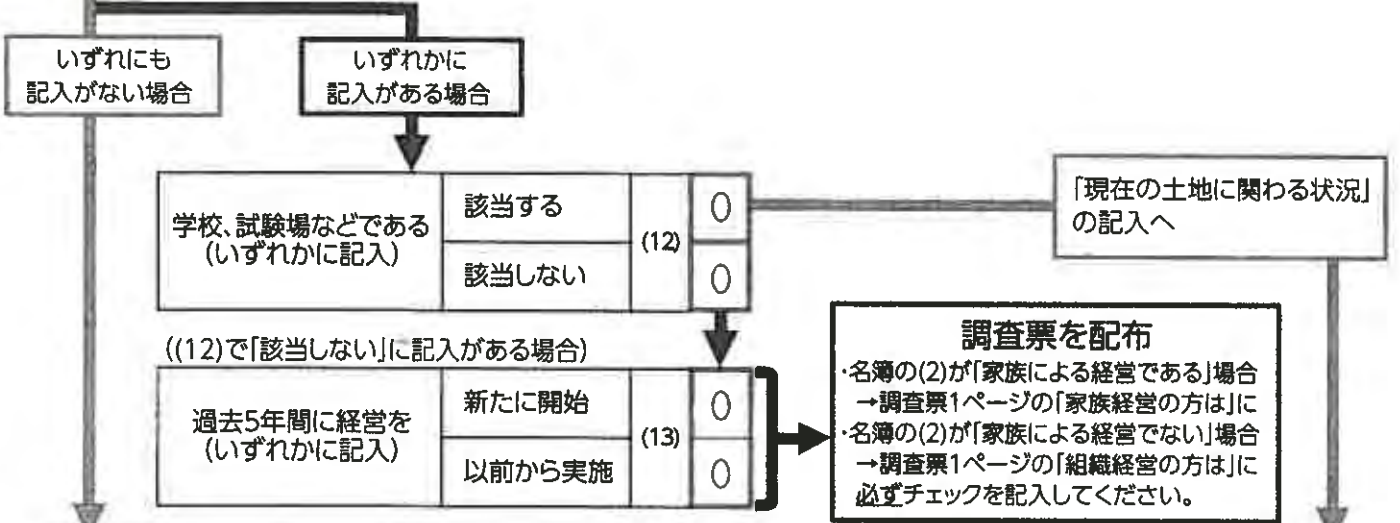 いずれにも
記入がない場合
いずれかに
記入がある場合
学校、試験場などである
(いずれかに記入)
該当する
該当しない
(12)
「現在の土地に関わる状況」
の記入へ
((12)で「該当しない」に記入がある場合)
過去5年間に経営を
(いずれかに記入)
新たに開始
以前から実施
(13)
調査票を配布
・名簿の(2)が「家族による経営である」場合
→調査票1ページの「家族経営の方は」に
・名簿の(2)が「家族による経営でない」場合
→調査票1ページの「組織経営の方は」に
必ずチェックを記入してください。